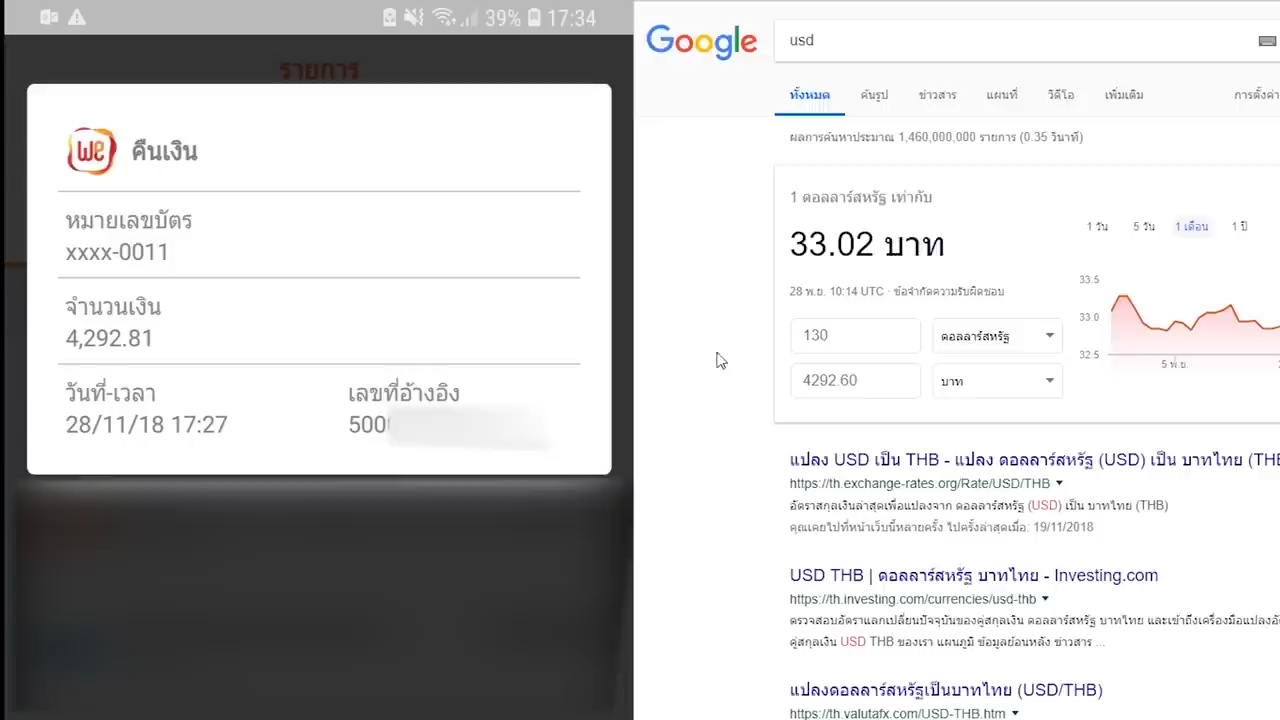 39% 17:34
รายการ
we คืนเงิน
หมายเลขบัตร
xxxx-0011
จำนวนเงิน
4,292.81
วันที่-เวลา
28/11/18 17:27
เลขที่อ้างอิง
500
Google
usd
ทั้งหมด ค้นรูป ข่าวสาร แผนที่ วิดีโอ เพิ่มเติม การตั้งค่า
ผลการค้นหาประมาณ 1,460,000,000 รายการ (0.35 วินาที)
1 ดอลลาร์สหรัฐ เท่ากับ
33.02 บาท
28 พ.ย. 10:14 UTC · ข้อจำกัดความรับผิดชอบ
130 ดอลลาร์สหรัฐ
4292.60 บาท
1 วัน 5 วัน 1 เดือน 1 ปี
33.5
33.0
32.5
5 พ.ย.
แปลง USD เป็น THB - แปลง ดอลลาร์สหรัฐ (USD) เป็น บาทไทย (THB
https://th.exchange-rates.org/Rate/USD/THB
อัตราสกุลเงินล่าสุดเพื่อแปลงจาก ดอลลาร์สหรัฐ (USD) เป็น บาทไทย (THB)
คุณเคยไปที่หน้าเว็บนี้หลายครั้ง ไปครั้งล่าสุดเมื่อ: 19/11/2018
USD THB | ดอลลาร์สหรัฐ บาทไทย - Investing.com
https://th.investing.com/currencies/usd-thb
ตรวจสอบอัตราแลกเปลี่ยนปัจจุบันของคู่สกุลเงิน ดอลลาร์สหรัฐ บาทไทย และเข้าถึงเครื่องมือแปลง
คู่สกุลเงิน USD THB ของเรา แผนภูมิ ข้อมูลย้อนหลัง ข่าวสาร ...
แปลงดอลลาร์สหรัฐเป็นบาทไทย (USD/THB)
https://th.valutafx.com/USD-THB.htm